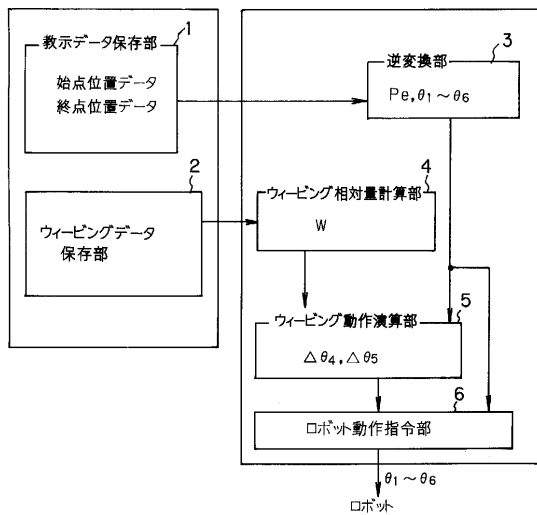 1
教示データ保存部
始点位置データ
終点位置データ
2
ウィービングデータ
保存部
3
逆変換部
Pe,θ1～θ6
4
ウィービング相対量計算部
W
5
ウィービング動作演算部
△θ4,△θ5
6
ロボット動作指令部
θ1～θ6
ロボット